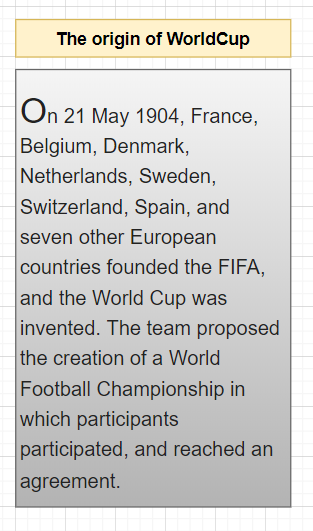 The origin of WorldCup
On 21 May 1904, France,
Belgium, Denmark,
Netherlands, Sweden,
Switzerland, Spain, and
seven other European
countries founded the FIFA,
and the World Cup was
invented. The team proposed
the creation of a World
Football Championship in
which participants
participated, and reached an
agreement.